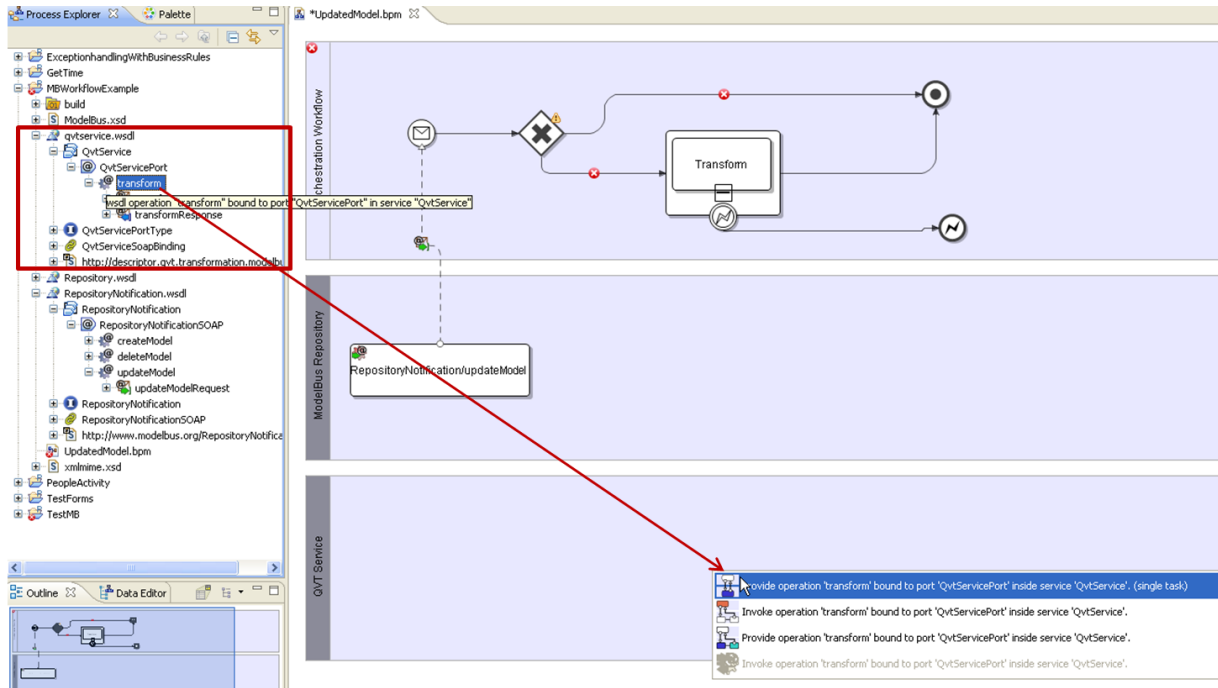 Process Explorer
Palette
*UpdatedModel.bpm
ExceptionhandlingWithBusinessRules
GetTime
MBWorkflowExample
build
ModelBus.xsd
qvtservice.wsdl
QvtService
QvtServicePort
transform
wsdl operation "transform" bound to port "QvtServicePort" in service "QvtService"
transformResponse
QvtServicePortType
QvtServiceSoapBinding
http://descriptor.qvt.transformation.modelbu
Repository.wsdl
RepositoryNotification.wsdl
RepositoryNotification
RepositoryNotificationSOAP
createModel
deleteModel
updateModel
updateModelRequest
RepositoryNotification
RepositoryNotificationSOAP
http://www.modelbus.org/RepositoryNotifica
UpdatedModel.bpm
xmlmime.xsd
PeopleActivity
TestForms
TestMB
Outline
Data Editor
chestration Workflow
Transform
ModelBus Repository
RepositoryNotification/updateModel
QVT Service
rovide operation 'transform' bound to port 'QvtServicePort' inside service 'QvtService'. (single task)
Invoke operation 'transform' bound to port 'QvtServicePort' inside service 'QvtService'.
Provide operation 'transform' bound to port 'QvtServicePort' inside service 'QvtService'.
Invoke operation 'transform' bound to port 'QvtServicePort' inside service 'QvtService'.